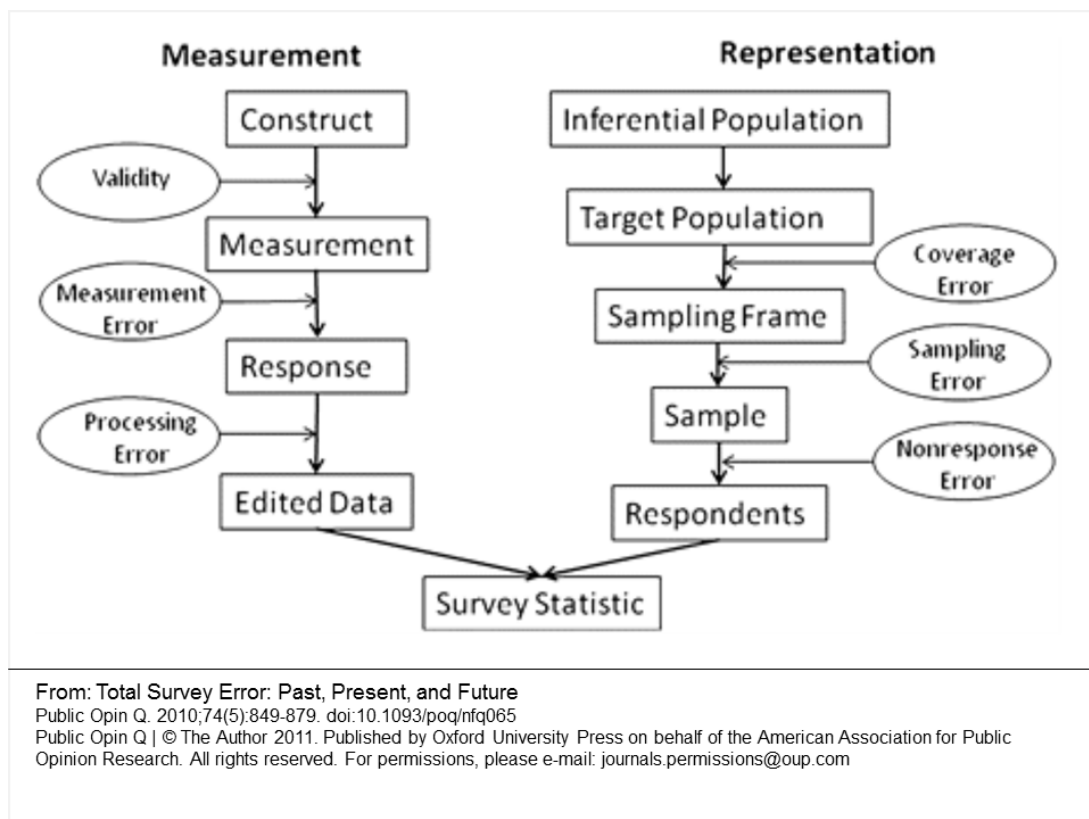 Measurement
Construct
Validity
Measurement
Measurement
Error
Response
Processing
Error
Edited Data
Representation
Inferential Population
Target Population
Coverage
Error
Sampling Frame
Sampling
Error
Sample
Nonresponse
Error
Respondents
Survey Statistic
From: Total Survey Error: Past, Present, and Future
Public Opin Q. 2010;74(5):849-879. doi:10.1093/poq/nfq065
Public Opin Q | © The Author 2011. Published by Oxford University Press on behalf of the American Association for Public
Opinion Research. All rights reserved. For permissions, please e-mail: journals.permissions@oup.com